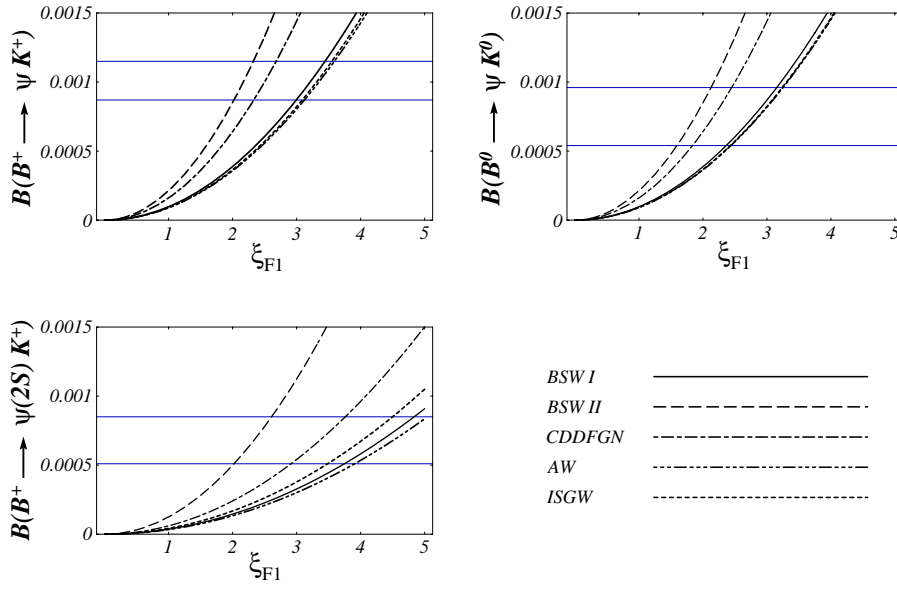 B(B⁺ ⟶ ψ K⁺)
0.0015
0.001
0.0005
0
1 2 3 4 5
ξF1
B(B⁰ ⟶ ψ K⁰)
0.0015
0.001
0.0005
0
1 2 3 4 5
ξF1
B(B⁺ ⟶ ψ(2S) K⁺)
0.0015
0.001
0.0005
0
1 2 3 4 5
ξF1
BSW I
BSW II
CDDFGN
AW
ISGW